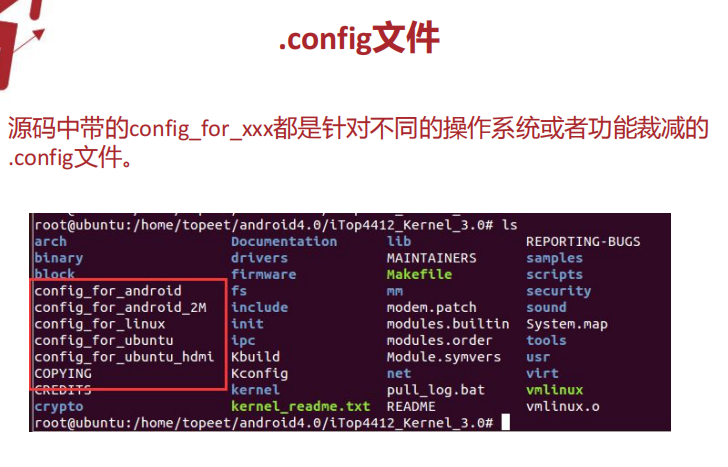 .config文件
源码中带的config_for_xxx都是针对不同的操作系统或者功能裁减的
.config文件。
root@ubuntu:/home/topeet/android4.0/iTop4412_Kernel_3.0# ls
arch Documentation lib REPORTING-BUGS
binary drivers MAINTAINERS samples
block firmware Makefile scripts
config_for_android fs mm security
config_for_android_2M include modem.patch sound
config_for_linux init modules.builtin System.map
config_for_ubuntu ipc modules.order tools
config_for_ubuntu_hdmi Kbuild Module.symvers usr
COPYING Kconfig net virt
CREDITS kernel pull_log.bat vmlinux
crypto kernel_readme.txt README vmlinux.o
root@ubuntu:/home/topeet/android4.0/iTop4412_Kernel_3.0#